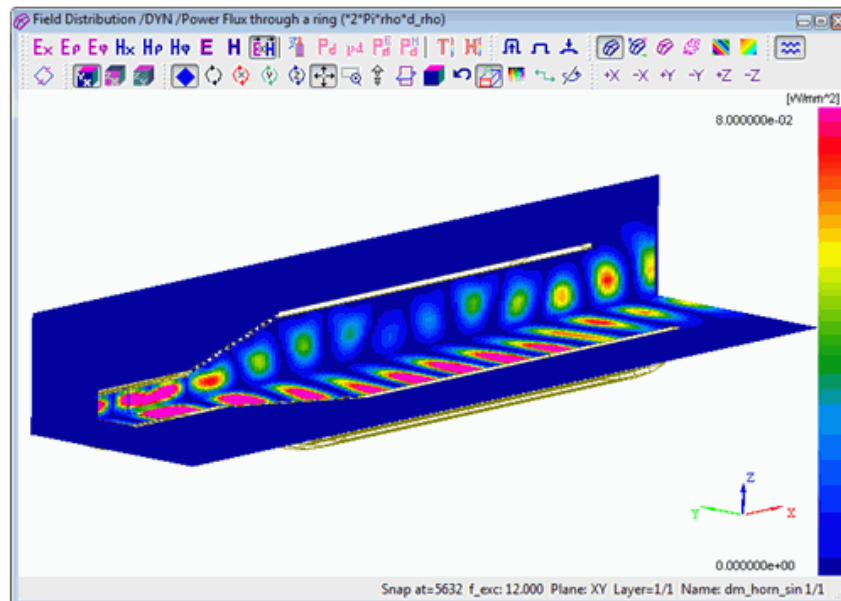 Field Distribution /DYN /Power Flux through a ring (*2*Pi*rho*d_rho)
Ex Eρ Eφ Hx Hρ Hφ E H E×H Pd
+X -X +Y -Y +Z -Z
[W/mm^2]
8.000000e-02
Z
Y X
0.000000e+00
Snap at=5632 f_exc: 12.000 Plane: XY Layer=1/1 Name: dm_horn_sin 1/1